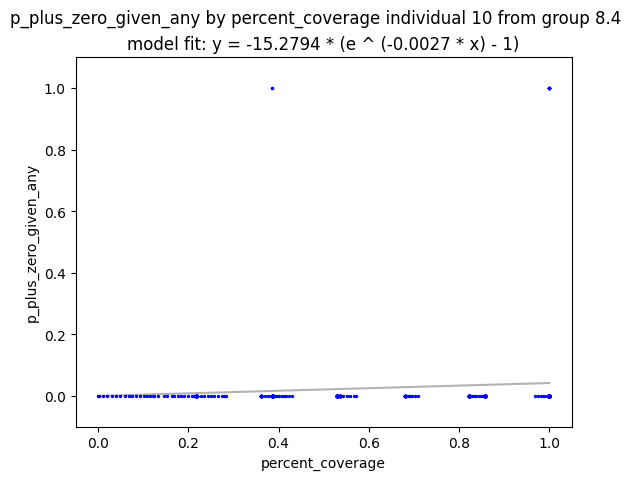 p_plus_zero_given_any by percent_coverage individual 10 from group 8.4
model fit: y = -15.2794 * (e ^ (-0.0027 * x) - 1)
1.0
0.8
0.6
0.4
0.2
0.0
p_plus_zero_given_any
0.0 0.2 0.4 0.6 0.8 1.0
percent_coverage